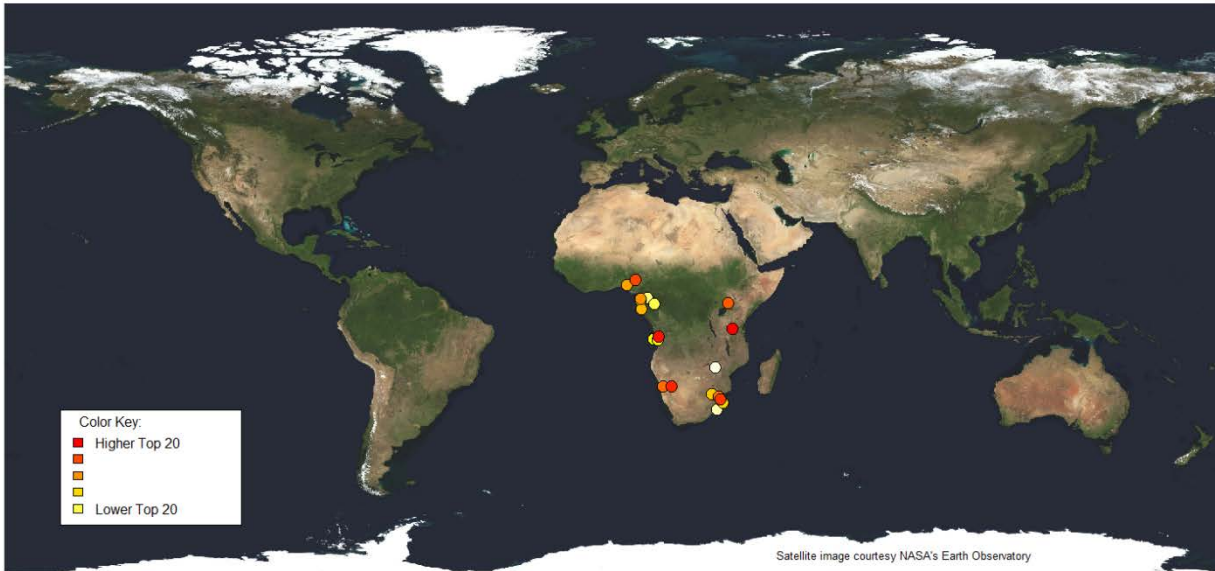 Color Key:
Higher Top 20
Lower Top 20
Satellite image courtesy NASA's Earth Observatory